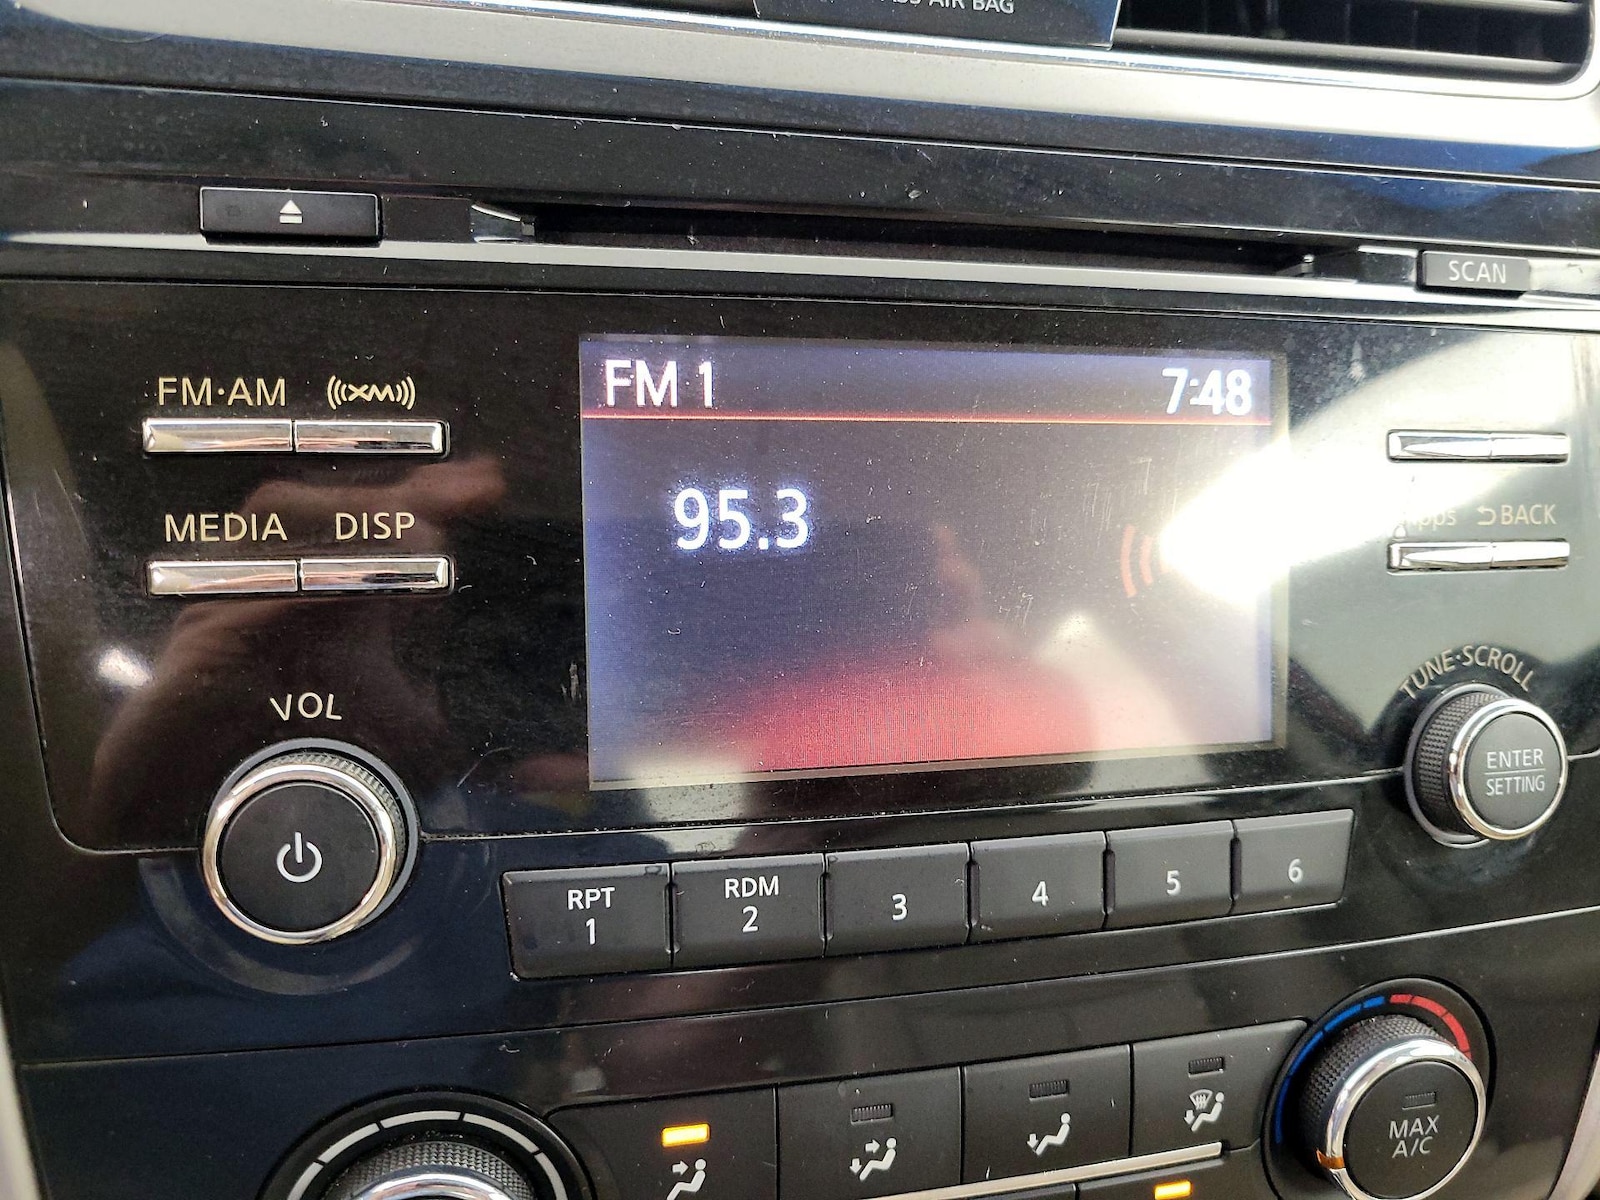 AIR BAG
SCAN
FM·AM XM
FM 1 7:48
95.3
MEDIA DISP
BACK
TUNE·SCROLL
VOL
ENTER
SETTING
RPT
1
RDM
2
3
4
5
6
MAX
A/C